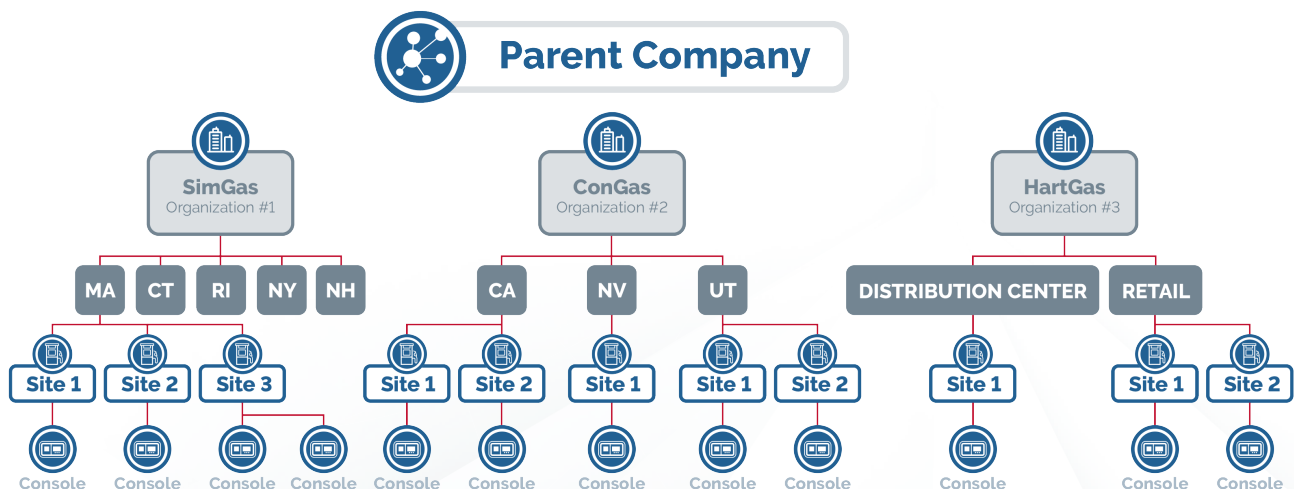 Parent Company
SimGas
Organization #1
ConGas
Organization #2
HartGas
Organization #3
MA
CT
RI
NY
NH
CA
NV
UT
DISTRIBUTION CENTER
RETAIL
Site 1
Site 2
Site 3
Site 1
Site 2
Site 1
Site 1
Site 2
Site 1
Site 1
Site 2
Console
Console
Console
Console
Console
Console
Console
Console
Console
Console
Console
Console